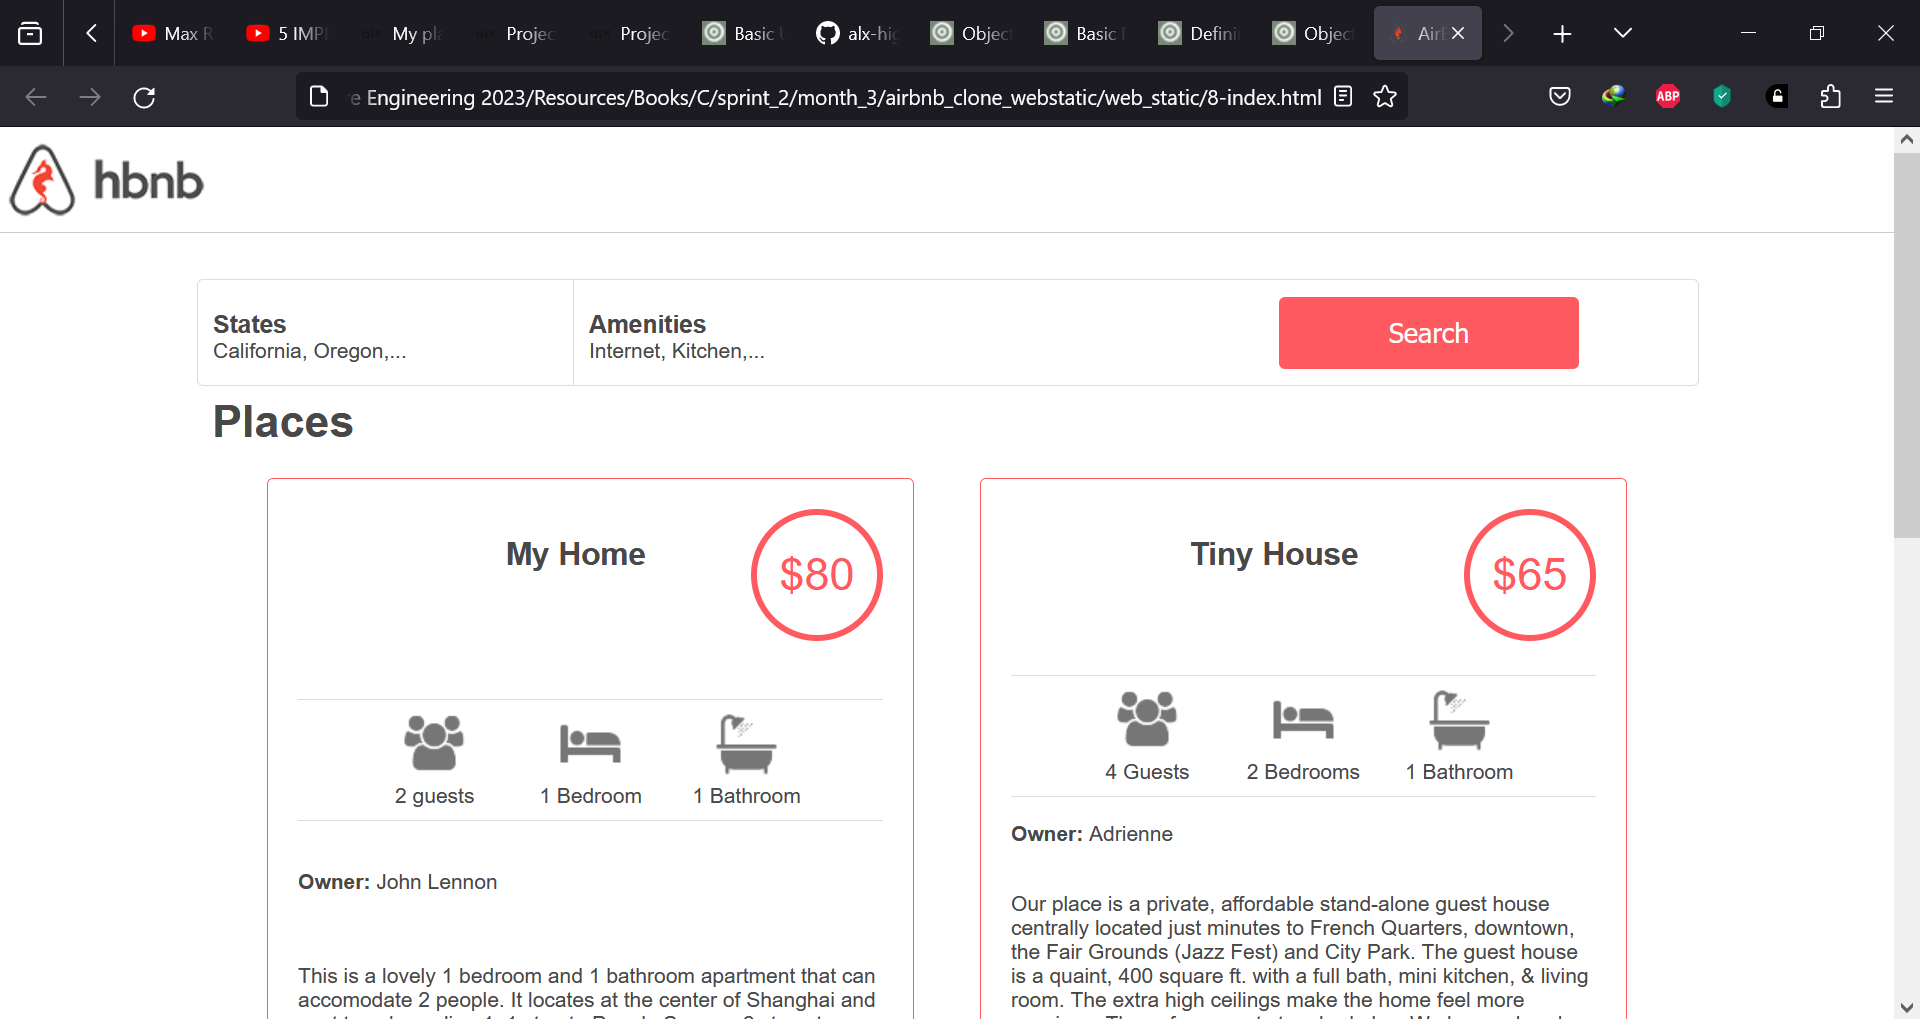 Max
5 IMP
My pl
Projec
Projec
Basic
alx-hig
Objec
Basic
Defini
Objec
Air
Engineering 2023/Resources/Books/C/sprint_2/month_3/airbnb_clone_webstatic/web_static/8-index.html
ABP
hbnb
States
California, Oregon,...
Amenities
Internet, Kitchen,...
Search
Places
My Home
$80
2 guests
1 Bedroom
1 Bathroom
Owner: John Lennon
This is a lovely 1 bedroom and 1 bathroom apartment that can
accomodate 2 people. It locates at the center of Shanghai and
Tiny House
$65
4 Guests
2 Bedrooms
1 Bathroom
Owner: Adrienne
Our place is a private, affordable stand-alone guest house
centrally located just minutes to French Quarters, downtown,
the Fair Grounds (Jazz Fest) and City Park. The guest house
is a quaint, 400 square ft. with a full bath, mini kitchen, & living
room. The extra high ceilings make the home feel more